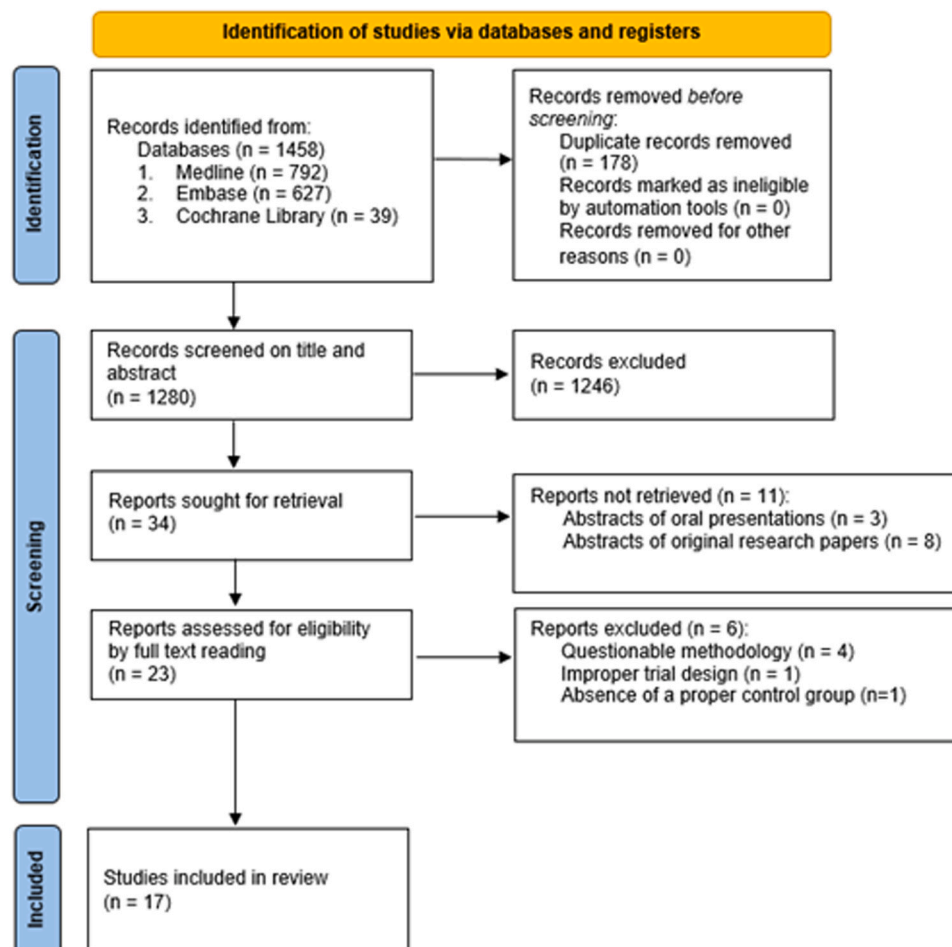 Identification of studies via databases and registers
Identification
Records identified from:
Databases (n = 1458)
1. Medline (n = 792)
2. Embase (n = 627)
3. Cochrane Library (n = 39)
Records removed before
screening:
Duplicate records removed
(n = 178)
Records marked as ineligible
by automation tools (n = 0)
Records removed for other
reasons (n = 0)
Screening
Records screened on title and
abstract
(n = 1280)
Records excluded
(n = 1246)
Reports sought for retrieval
(n = 34)
Reports not retrieved (n = 11):
Abstracts of oral presentations (n = 3)
Abstracts of original research papers (n = 8)
Reports assessed for eligibility
by full text reading
(n = 23)
Reports excluded (n = 6):
Questionable methodology (n = 4)
Improper trial design (n = 1)
Absence of a proper control group (n=1)
Included
Studies included in review
(n = 17)